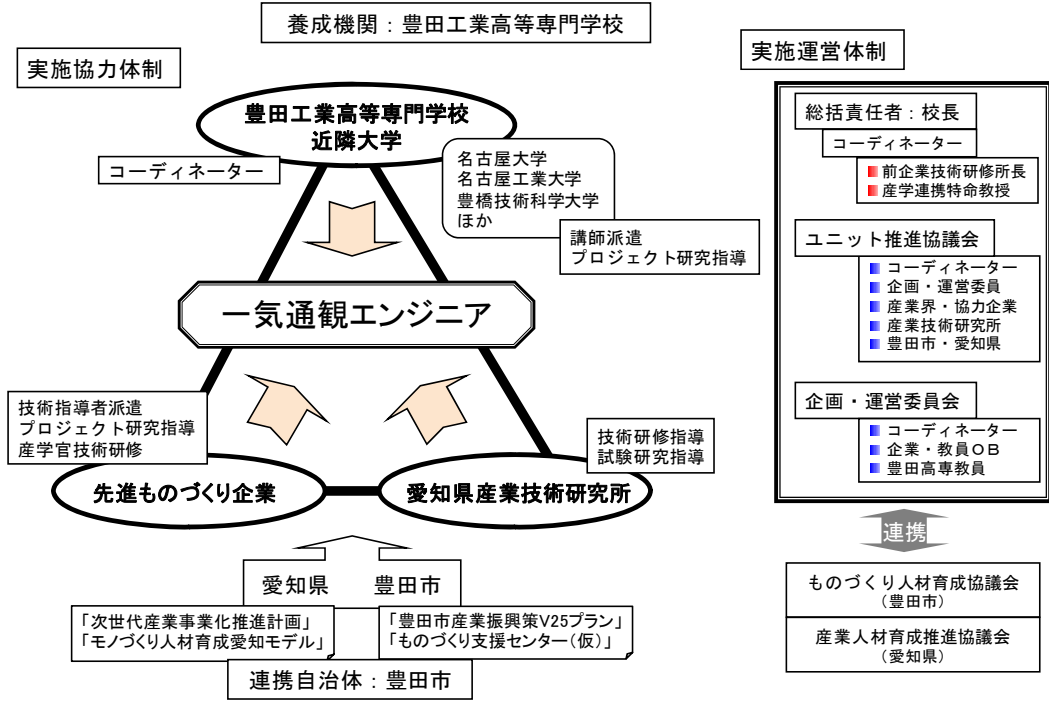 養成機関：豊田工業高等専門学校
実施協力体制
豊田工業高等専門学校
近隣大学
コーディネーター
名古屋大学
名古屋工業大学
豊橋技術科学大学
ほか
講師派遣
プロジェクト研究指導
一気通観エンジニア
技術指導者派遣
プロジェクト研究指導
産学官技術研修
技術研修指導
試験研究指導
先進ものづくり企業
愛知県産業技術研究所
愛知県 豊田市
「次世代産業事業化推進計画」
「モノづくり人材育成愛知モデル」
「豊田市産業振興策V25プラン」
「ものづくり支援センター(仮)」
連携自治体：豊田市
実施運営体制
総括責任者：校長
コーディネーター
前企業技術研修所長
産学連携特命教授
ユニット推進協議会
コーディネーター
企画・運営委員
産業界・協力企業
産業技術研究所
豊田市・愛知県
企画・運営委員会
コーディネーター
企業・教員ＯＢ
豊田高専教員
連携
ものづくり人材育成協議会
（豊田市）
産業人材育成推進協議会
（愛知県）